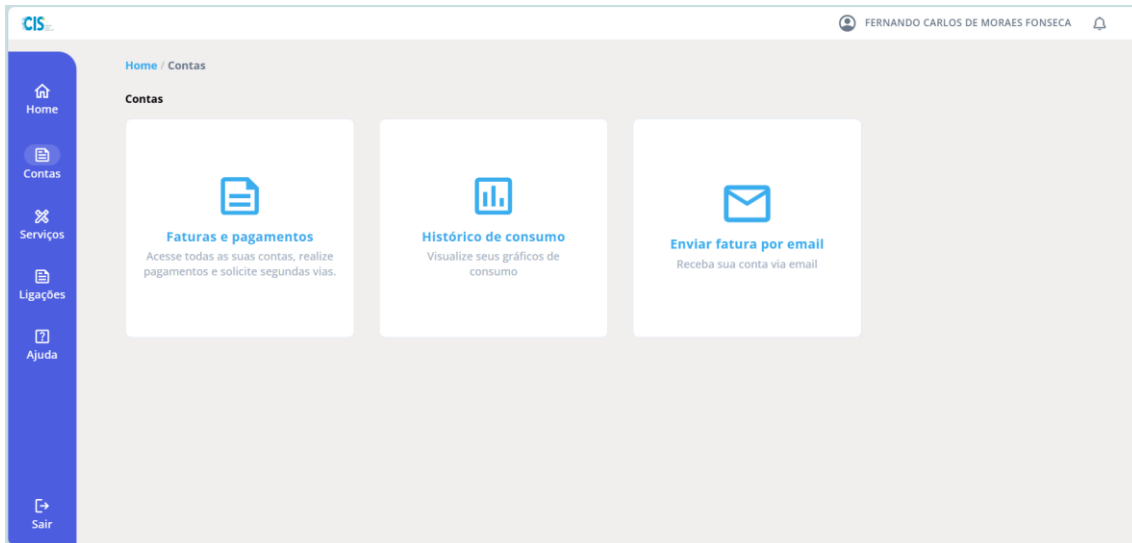 CIS
FERNANDO CARLOS DE MORAES FONSECA
Home / Contas
Contas
Home
Contas
Serviços
Ligações
Ajuda
Sair
Faturas e pagamentos
Acesse todas as suas contas, realize
pagamentos e solicite segundas vias.
Histórico de consumo
Visualize seus gráficos de
consumo
Enviar fatura por email
Receba sua conta via email